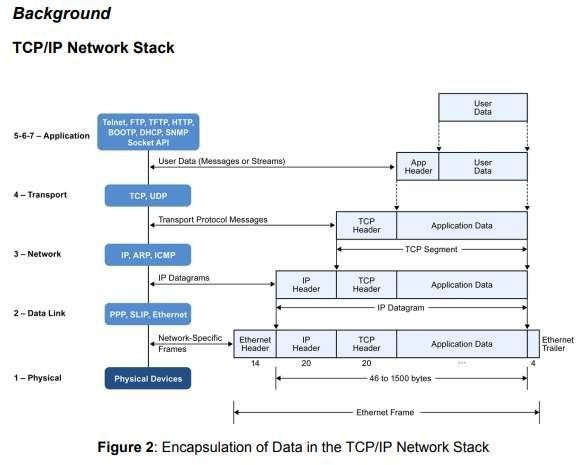 Background
TCP/IP Network Stack
User
Data
5-6-7 – Application
Telnet, FTP, TFTP, HTTP,
BOOTP, DHCP, SNMP
Socket API
User Data (Messages or Streams)
App
Header
User
Data
4 – Transport
TCP, UDP
Transport Protocol Messages
TCP
Header
Application Data
TCP Segment
3 – Network
IP, ARP, ICMP
IP Datagrams
IP
Header
TCP
Header
Application Data
IP Datagram
2 – Data Link
PPP, SLIP, Ethernet
Network-Specific
Frames
Ethernet
Header
IP
Header
TCP
Header
Application Data
Ethernet
Trailer
14
20
20
...
4
1 – Physical
Physical Devices
46 to 1500 bytes
Ethernet Frame
Figure 2: Encapsulation of Data in the TCP/IP Network Stack